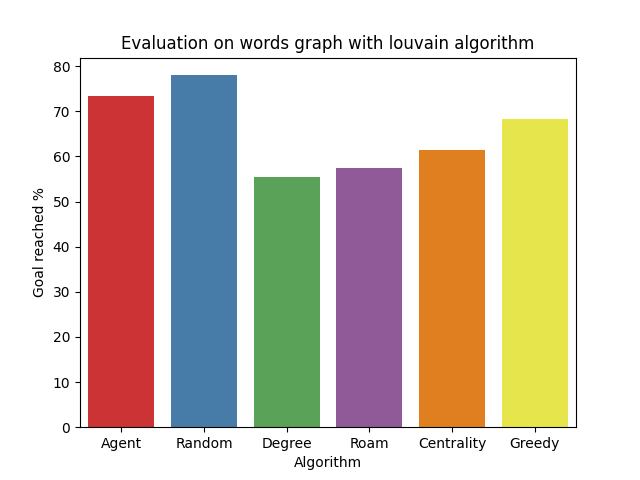 Evaluation on words graph with louvain algorithm
80
70
60
50
40
30
20
10
0
Goal reached %
Agent Random Degree Roam Centrality Greedy
Algorithm